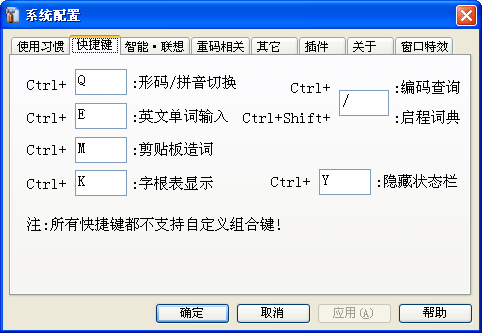 系统配置
使用习惯 快捷键 智能·联想 重码相关 其它 插件 关于 窗口特效
Ctrl+ Q :形码/拼音切换
Ctrl+ E :英文单词输入
Ctrl+ M :剪贴板造词
Ctrl+ K :字根表显示
Ctrl+ :编码查询
/
Ctrl+Shift+ :启程词典
Ctrl+ Y :隐藏状态栏
注:所有快捷键都不支持自定义组合键!
确定 取消 应用(A) 帮助